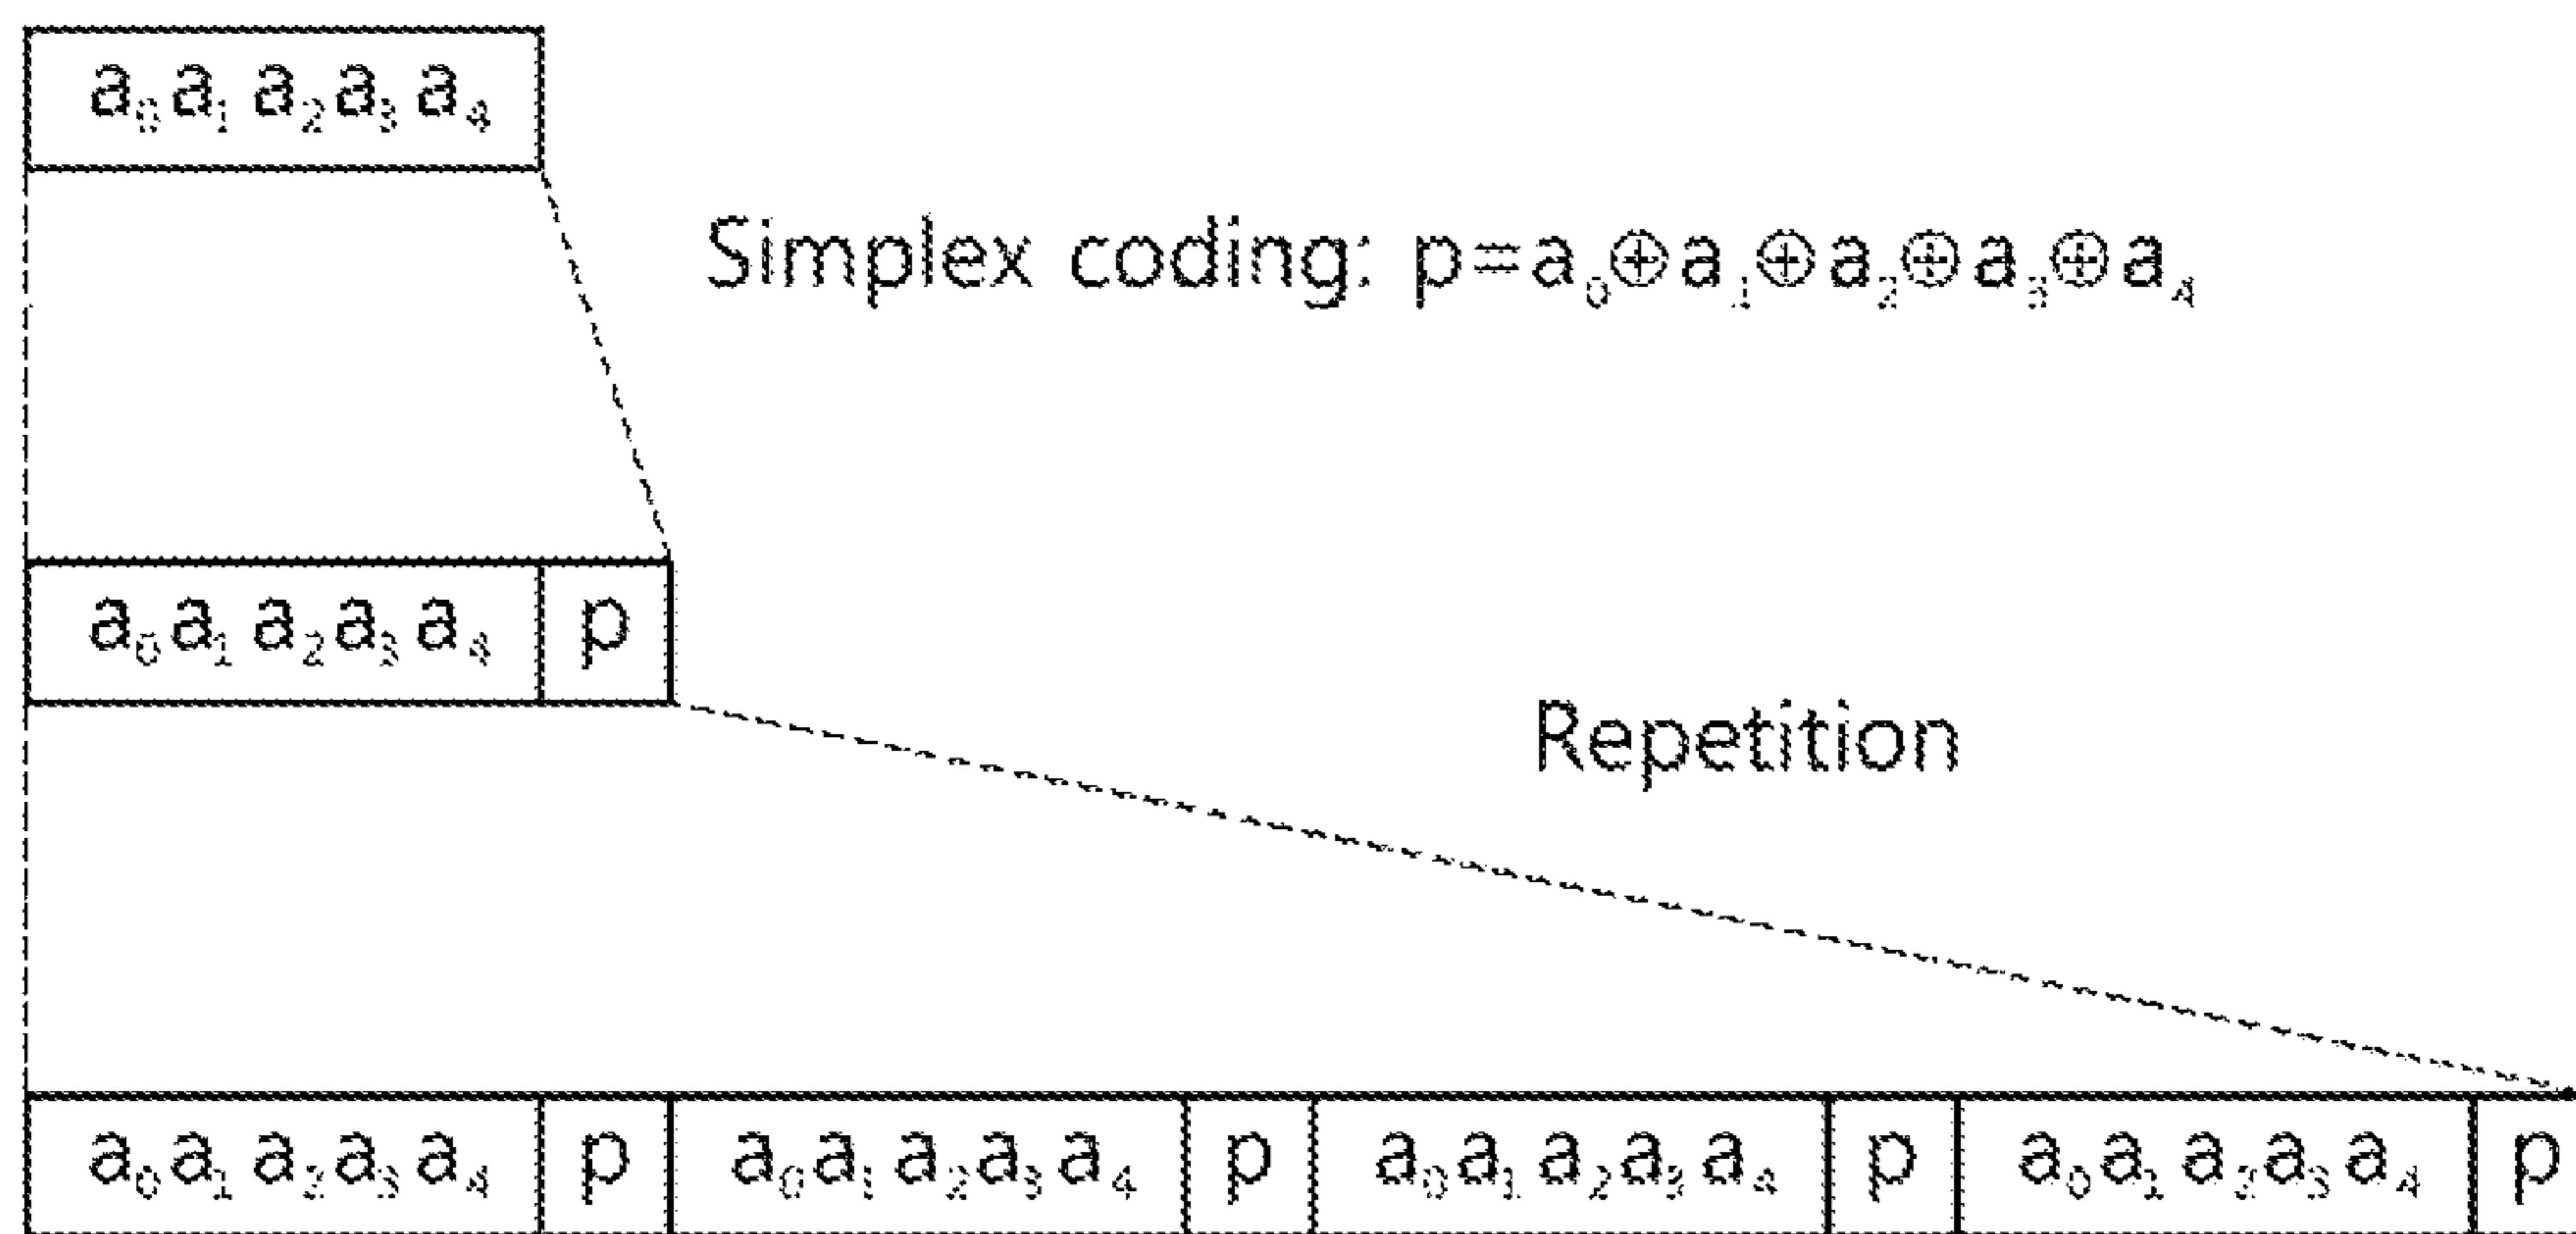 a₀a₁a₂a₃a₄
Simplex coding: p=a₀⊕a₁⊕a₂⊕a₃⊕a₄
a₀a₁a₂a₃a₄ p
Repetition
a₀a₁a₂a₃a₄ p a₀a₁a₂a₃a₄ p a₀a₁a₂a₃a₄ p a₀a₁a₂a₃a₄ p